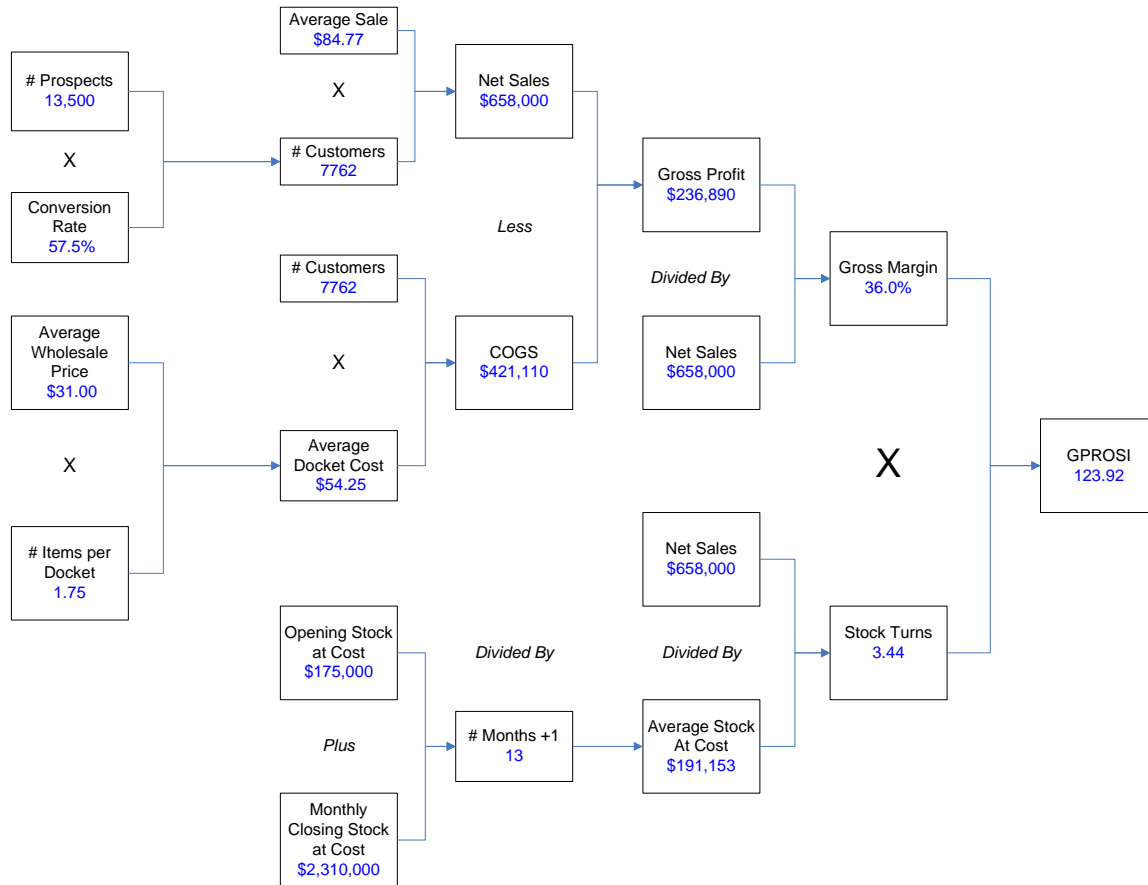 # Prospects
13,500
X
Conversion
Rate
57.5%
Average
Wholesale
Price
$31.00
X
# Items per
Docket
1.75
Average Sale
$84.77
X
# Customers
7762
# Customers
7762
X
Average
Docket Cost
$54.25
Opening Stock
at Cost
$175,000
Plus
Monthly
Closing Stock
at Cost
$2,310,000
Net Sales
$658,000
Less
COGS
$421,110
Divided By
# Months +1
13
Gross Profit
$236,890
Divided By
Net Sales
$658,000
Net Sales
$658,000
Divided By
Average Stock
At Cost
$191,153
Gross Margin
36.0%
X
Stock Turns
3.44
GPROSI
123.92